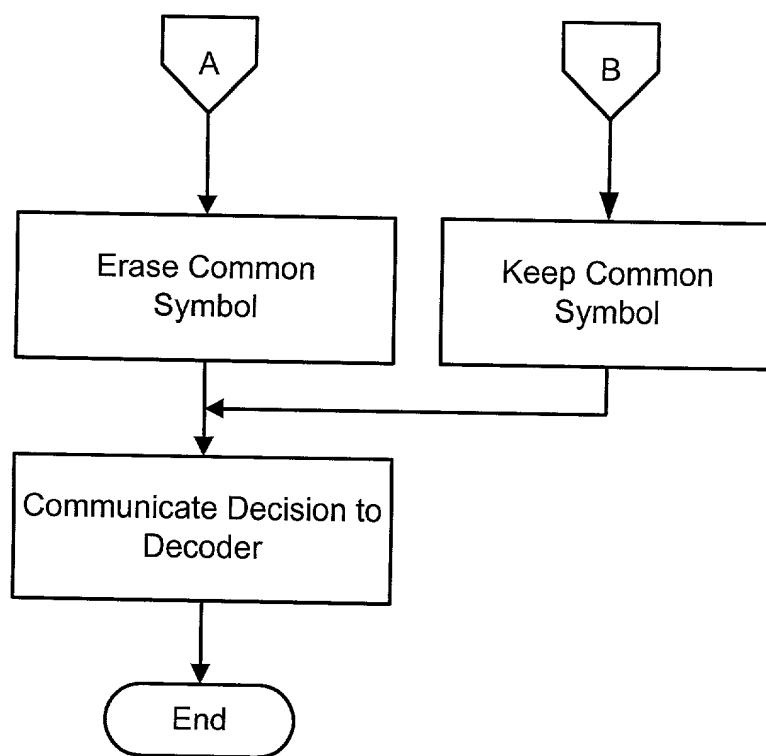 A
B
Erase Common
Symbol
Keep Common
Symbol
Communicate Decision to
Decoder
End